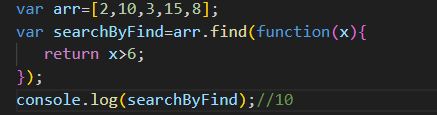 var arr=[2,10,3,15,8];
var searchByFind=arr.find(function(x){
   return x>6;
});
console.log(searchByFind);//10